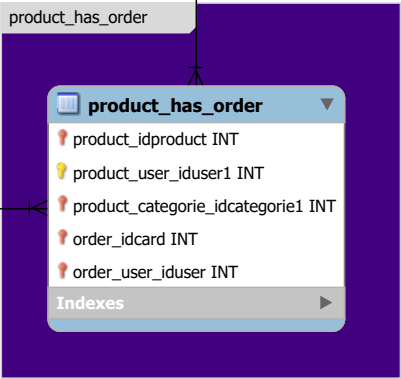 product_has_order
product_has_order
product_idproduct INT
product_user_iduser1 INT
product_categorie_idcategorie1 INT
order_idcard INT
order_user_iduser INT
Indexes